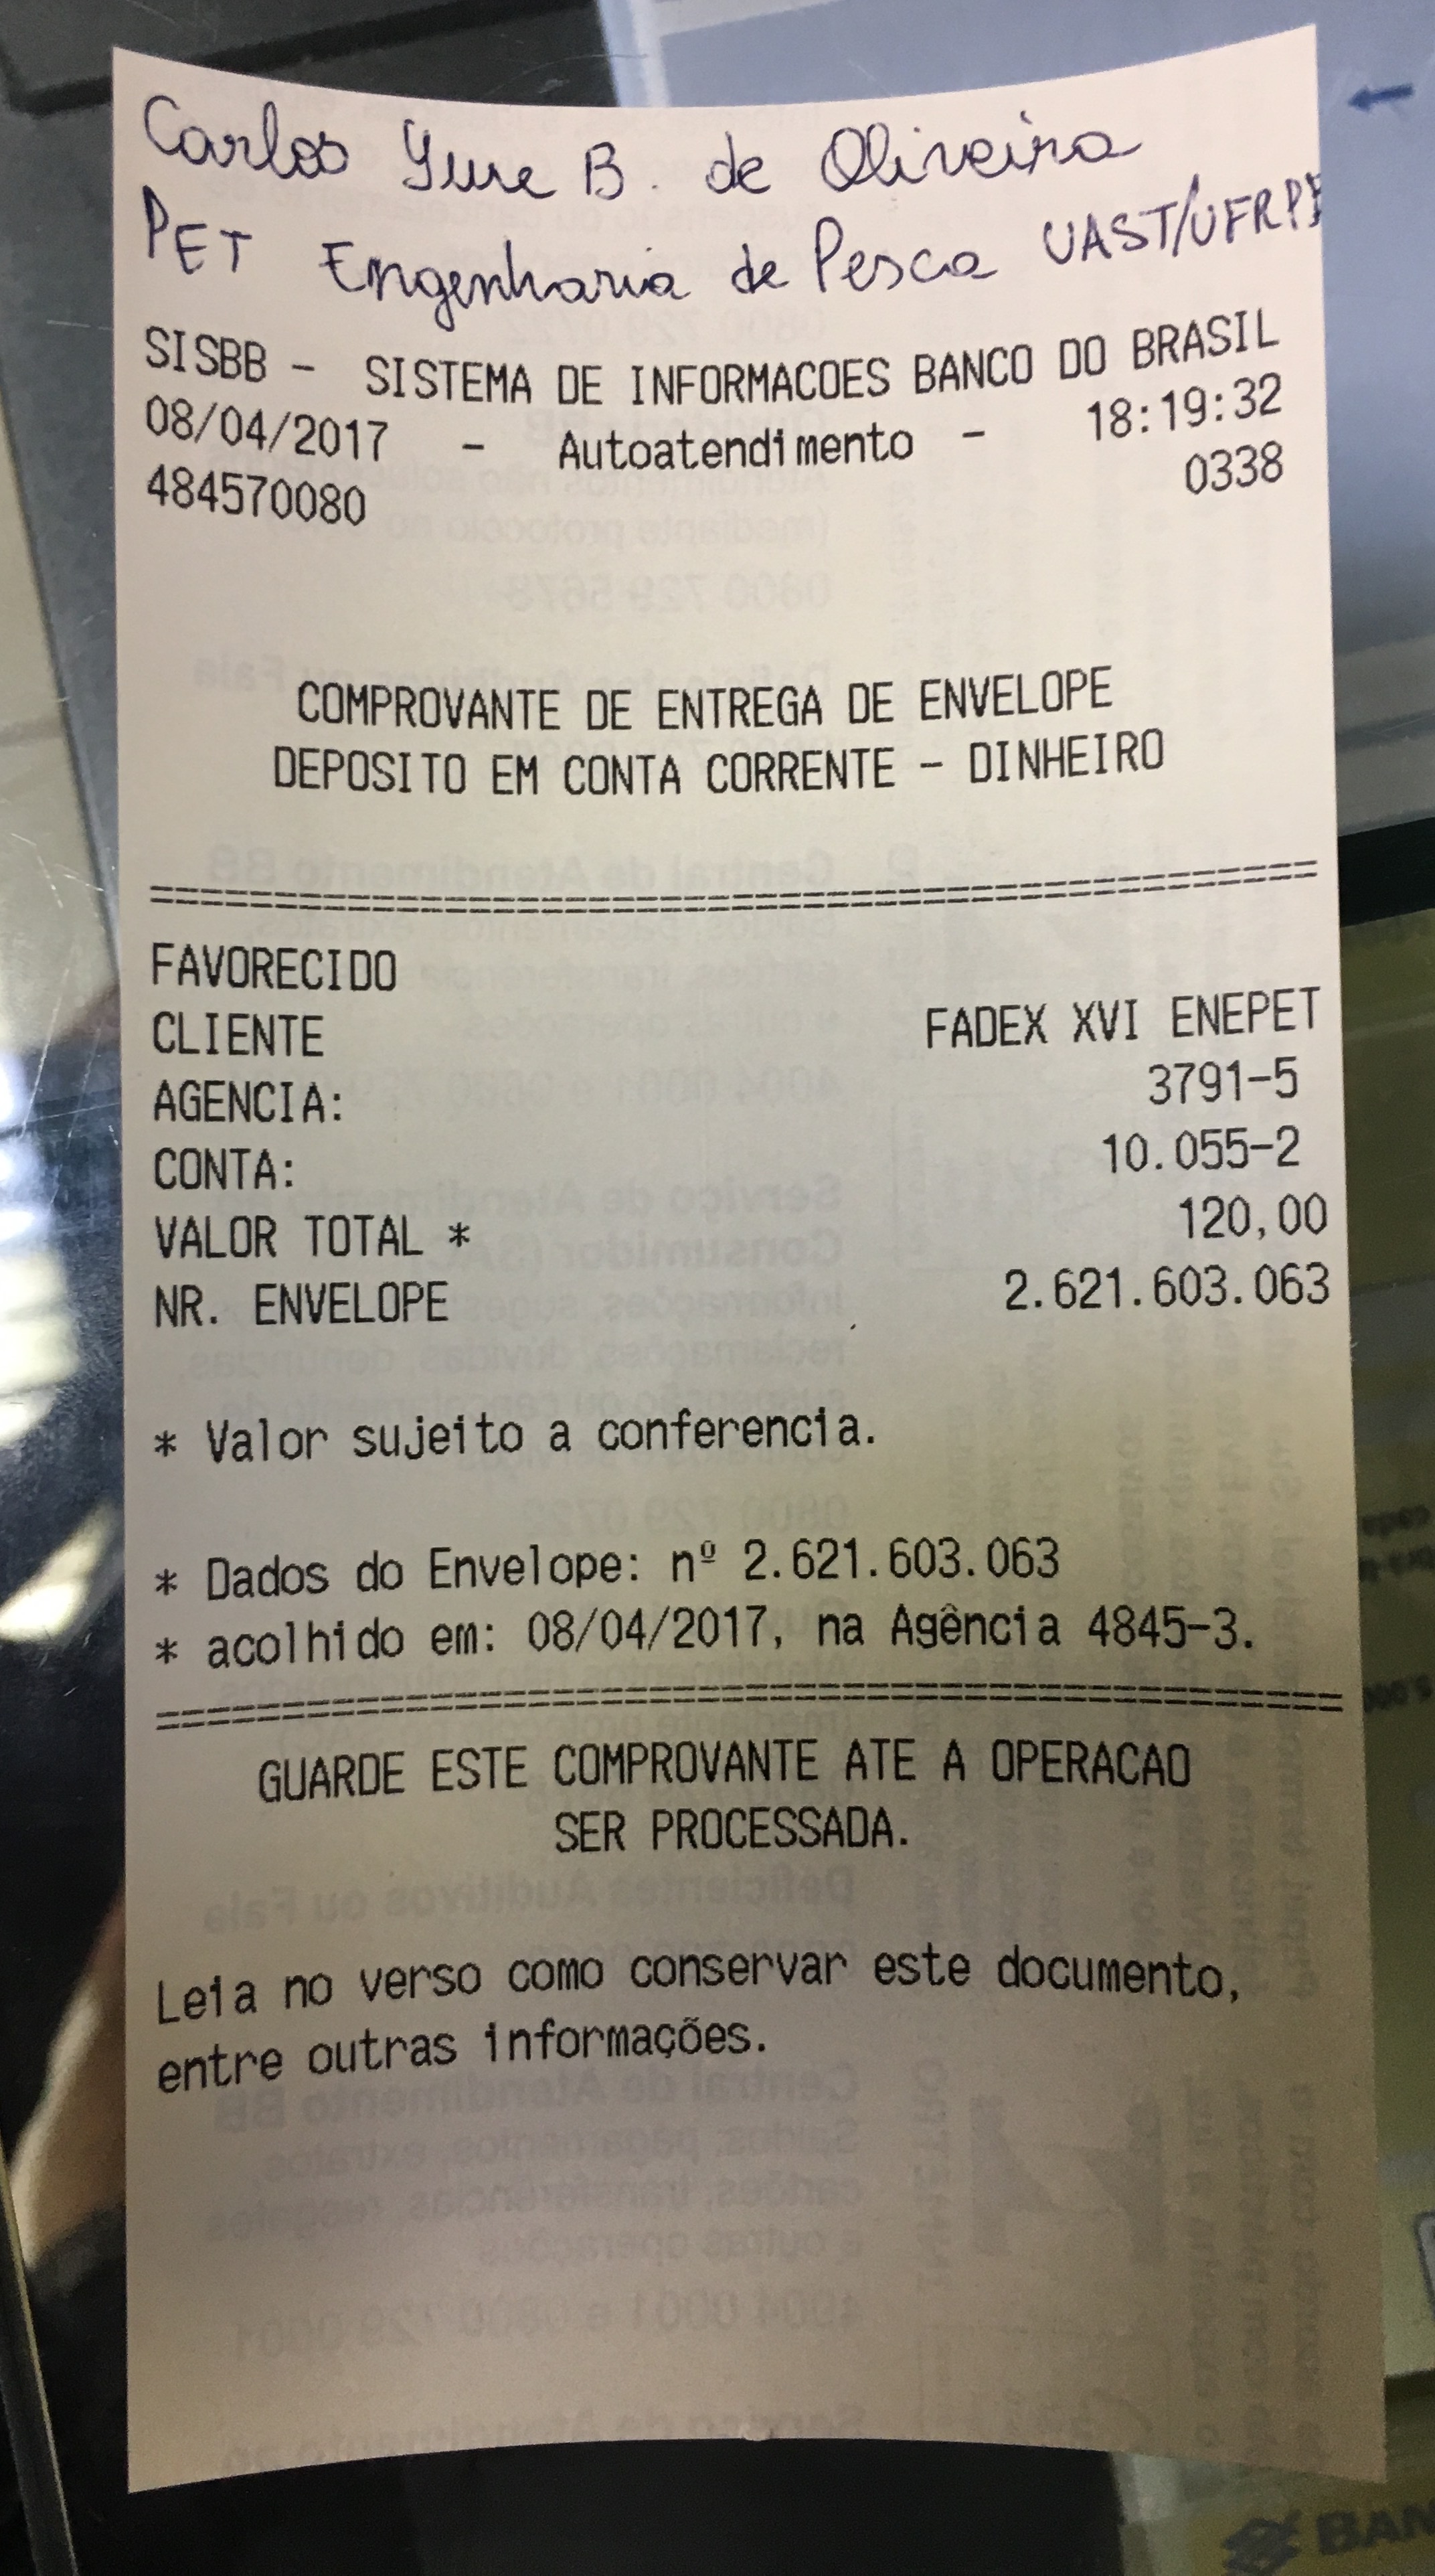 Carlos Yure B. de Oliveira
PET Engenharia de Pesca UAST/UFRPE
SISBB - SISTEMA DE INFORMACOES BANCO DO BRASIL
08/04/2017 - Autoatendimento - 18:19:32
484570080 0338
COMPROVANTE DE ENTREGA DE ENVELOPE
DEPOSITO EM CONTA CORRENTE - DINHEIRO
================================================
FAVORECIDO
CLIENTE FADEX XVI ENEPET
AGENCIA: 3791-5
CONTA: 10.055-2
VALOR TOTAL * 120,00
NR. ENVELOPE 2.621.603.063
* Valor sujeito a conferencia.
* Dados do Envelope: nº 2.621.603.063
* acolhido em: 08/04/2017, na Agência 4845-3.
================================================
GUARDE ESTE COMPROVANTE ATE A OPERACAO
SER PROCESSADA.
Leia no verso como conservar este documento,
entre outras informações.